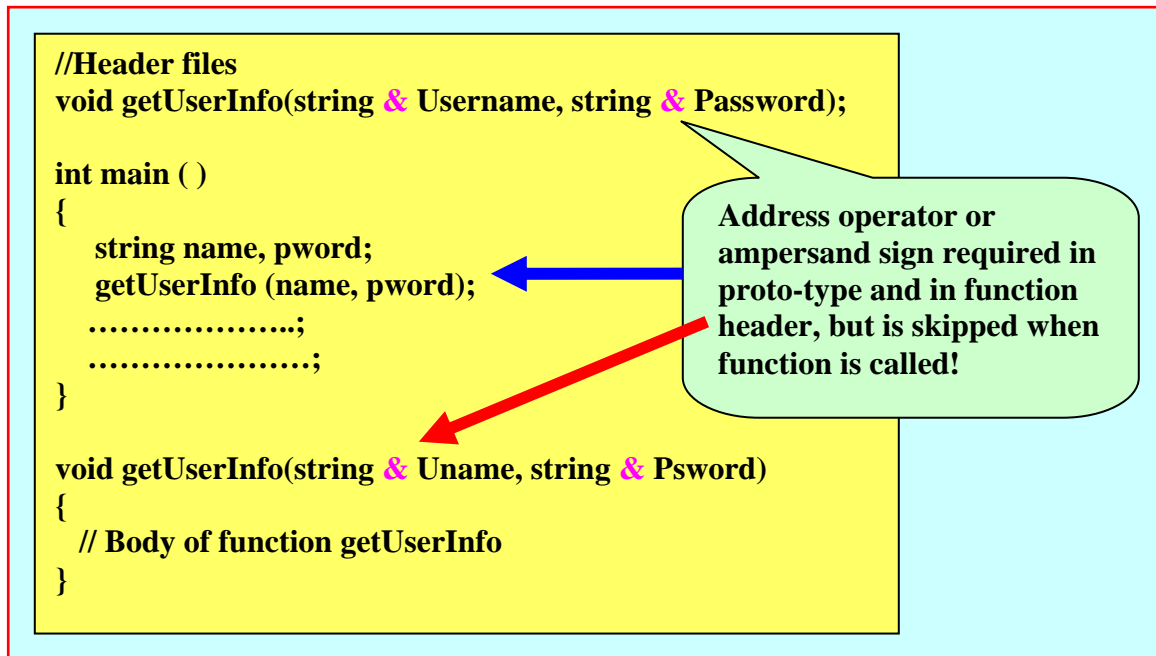 //Header files
void getUserInfo(string & Username, string & Password);
int main ( )
{
string name, pword;
getUserInfo (name, pword);
………………..;
…………………;
}
void getUserInfo(string & Uname, string & Psword)
{
// Body of function getUserInfo
}
Address operator or
ampersand sign required in
proto-type and in function
header, but is skipped when
function is called!